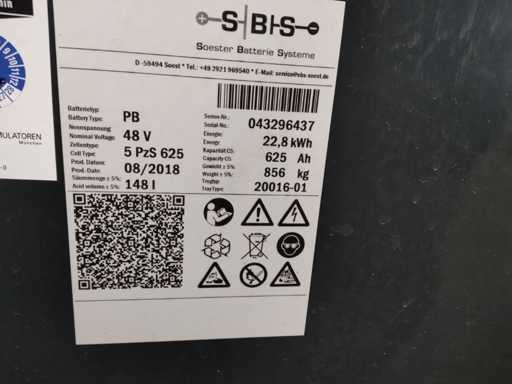 S|B|S
Soester Batterie Systeme
D -59494 Soest * Tel.: +49 2921 969540 * E-Mail: service@sbs-soest.de
Batterietyp:
Battery Type: PB
Nennspannung
Nominal Voltage: 48 V
Zellentype:
Cell Type: 5 PzS 625
Prod. Datum:
Prod. Date: 08/2018
Säuremenge ± 5%:
Acid volume ± 5%: 148 l
Serien-Nr.:
Serial-No.: 043296437
Energie:
Energy: 22,8 kWh
Kapazität C5:
Capacity C5: 625 Ah
Gewicht ± 5%:
Weight ± 5%: 856 kg
Trogtyp:
Tray Type: 20016-01
MULATOREN
München